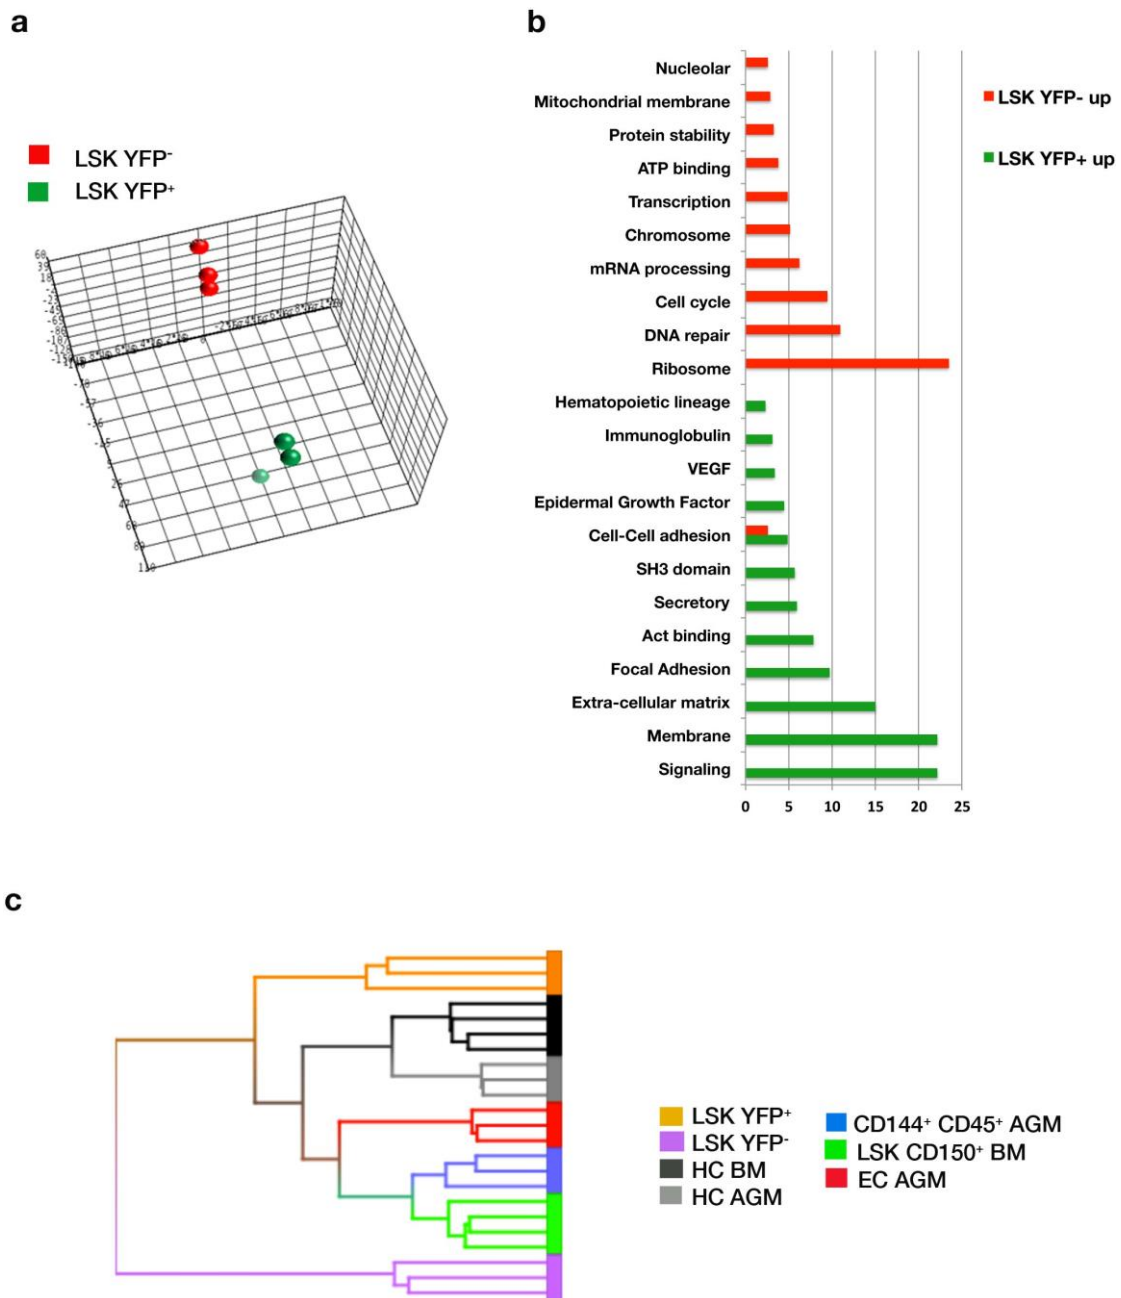 a
LSK YFP⁻
LSK YFP⁺
b
Nucleolar
Mitochondrial membrane
Protein stability
ATP binding
Transcription
Chromosome
mRNA processing
Cell cycle
DNA repair
Ribosome
Hematopoietic lineage
Immunoglobulin
VEGF
Epidermal Growth Factor
Cell-Cell adhesion
SH3 domain
Secretory
Act binding
Focal Adhesion
Extra-cellular matrix
Membrane
Signaling
0 5 10 15 20 25
LSK YFP- up
LSK YFP+ up
c
LSK YFP⁺
LSK YFP⁻
HC BM
HC AGM
CD144⁺ CD45⁺ AGM
LSK CD150⁺ BM
EC AGM